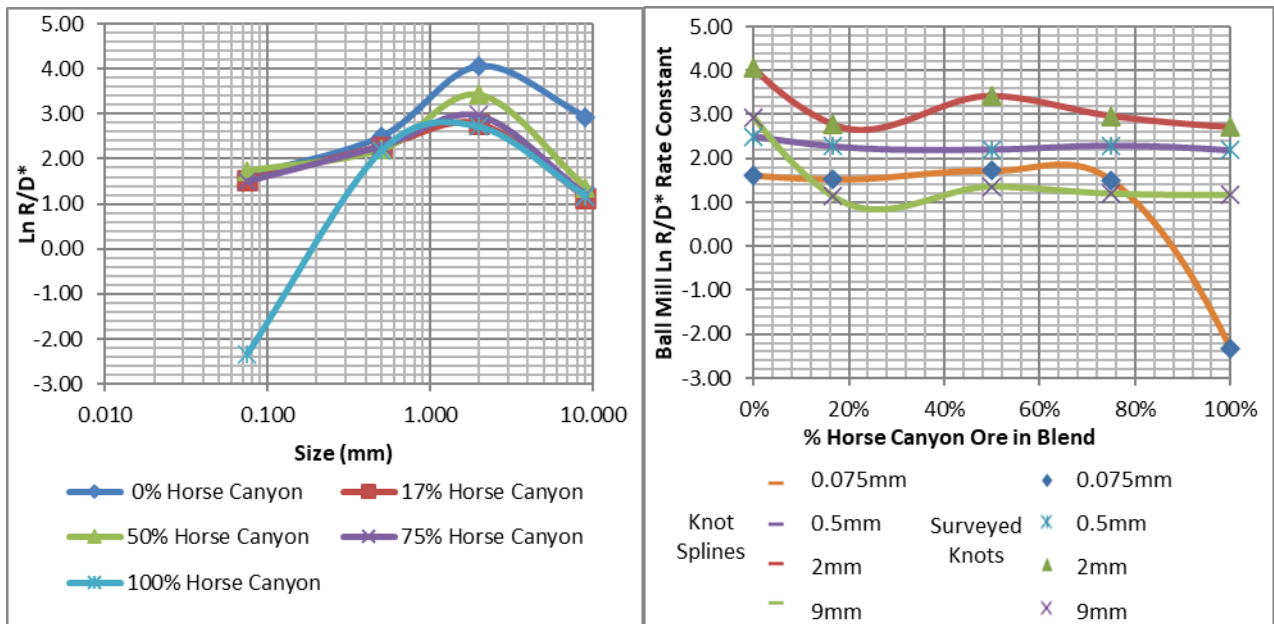 5.00
4.00
3.00
2.00
1.00
0.00
-1.00
-2.00
-3.00
Ln R/D*
0.010 0.100 1.000 10.000
Size (mm)
0% Horse Canyon 17% Horse Canyon
50% Horse Canyon 75% Horse Canyon
100% Horse Canyon
5.00
4.00
3.00
2.00
1.00
0.00
-1.00
-2.00
-3.00
Ball Mill Ln R/D* Rate Constant
0% 20% 40% 60% 80% 100%
% Horse Canyon Ore in Blend
Knot
Splines
0.075mm
0.5mm
2mm
9mm
Surveyed
Knots
0.075mm
0.5mm
2mm
9mm